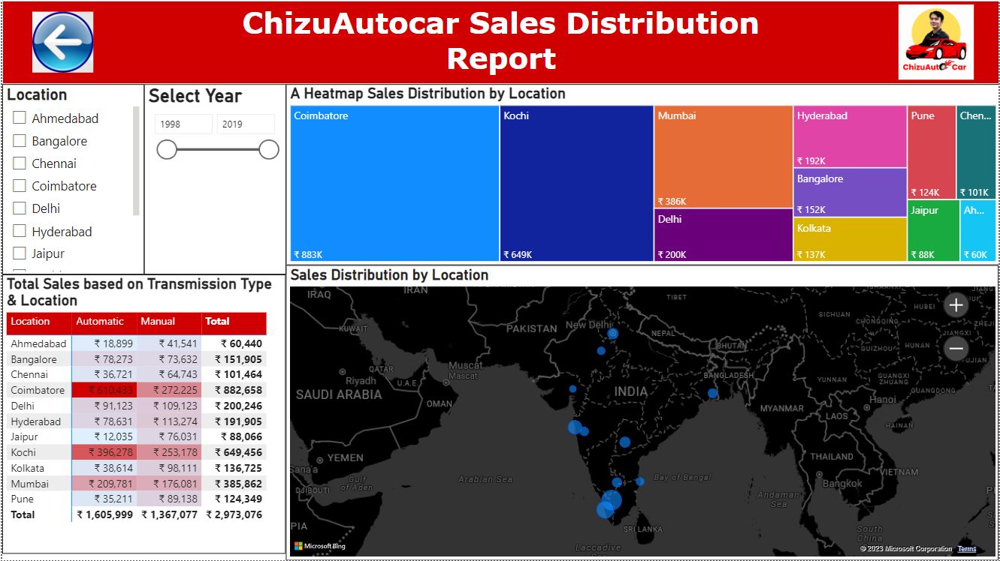 ChizuAutocar Sales Distribution
Report
ChizuAutoCar
Location
Ahmedabad
Bangalore
Chennai
Coimbatore
Delhi
Hyderabad
Jaipur
Select Year
1998 2019
A Heatmap Sales Distribution by Location
Coimbatore
₹ 883K
Kochi
₹ 649K
Mumbai
₹ 386K
Delhi
₹ 200K
Hyderabad
₹ 192K
Bangalore
₹ 152K
Kolkata
₹ 137K
Pune
₹ 124K
Chen...
₹ 101K
Jaipur
₹ 88K
Ah...
₹ 60K
Total Sales based on Transmission Type
& Location
Location Automatic Manual Total
Ahmedabad ₹ 18,899 ₹ 41,541 ₹ 60,440
Bangalore ₹ 78,273 ₹ 73,632 ₹ 151,905
Chennai ₹ 36,721 ₹ 64,743 ₹ 101,464
Coimbatore ₹ 610,433 ₹ 272,225 ₹ 882,658
Delhi ₹ 91,123 ₹ 109,123 ₹ 200,246
Hyderabad ₹ 78,631 ₹ 113,274 ₹ 191,905
Jaipur ₹ 12,035 ₹ 76,031 ₹ 88,066
Kochi ₹ 396,278 ₹ 253,178 ₹ 649,456
Kolkata ₹ 38,614 ₹ 98,111 ₹ 136,725
Mumbai ₹ 209,781 ₹ 176,081 ₹ 385,862
Pune ₹ 35,211 ₹ 89,138 ₹ 124,349
Total ₹ 1,605,999 ₹ 1,367,077 ₹ 2,973,076
Sales Distribution by Location
IRAQ
IRAN
KUWAIT
PAKISTAN
New Delhi
NEPAL
TIBET
BHUTAN
BANGLADESH
SICHUAN
CHONGQING
HUBEI
JIANGXI
GUIZHOU
HUNAN
FUJIAN
YUNNAN
GUANGXI
ZHUANG
GUANGDONG
QATAR
Riyadh
U.A.E.
Muscat
Mascat
SAUDI ARABIA
OMAN
INDIA
MYANMAR
Hanoi
LAOS
HAINAN
YEMEN
Sana'a
Gulf
of Aden
DJIBOUTI
Arabian Sea
Bay of Bengal
THAILAND
VIETNAM
Bangkok
Andaman
Sea
SRI LANKA
Laccadive
South
China
Microsoft Bing
© 2023 Microsoft Corporation Terms